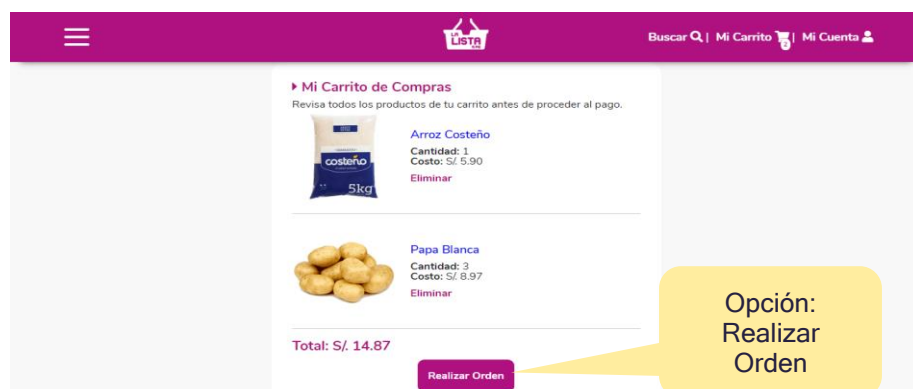 LA
LISTA
Buscar | Mi Carrito 2 | Mi Cuenta
Mi Carrito de Compras
Revisa todos los productos de tu carrito antes de proceder al pago.
costeño
5kg
Arroz Costeño
Cantidad: 1
Costo: S/. 5.90
Eliminar
Papa Blanca
Cantidad: 3
Costo: S/. 8.97
Eliminar
Total: S/. 14.87
Realizar Orden
Opción:
Realizar
Orden